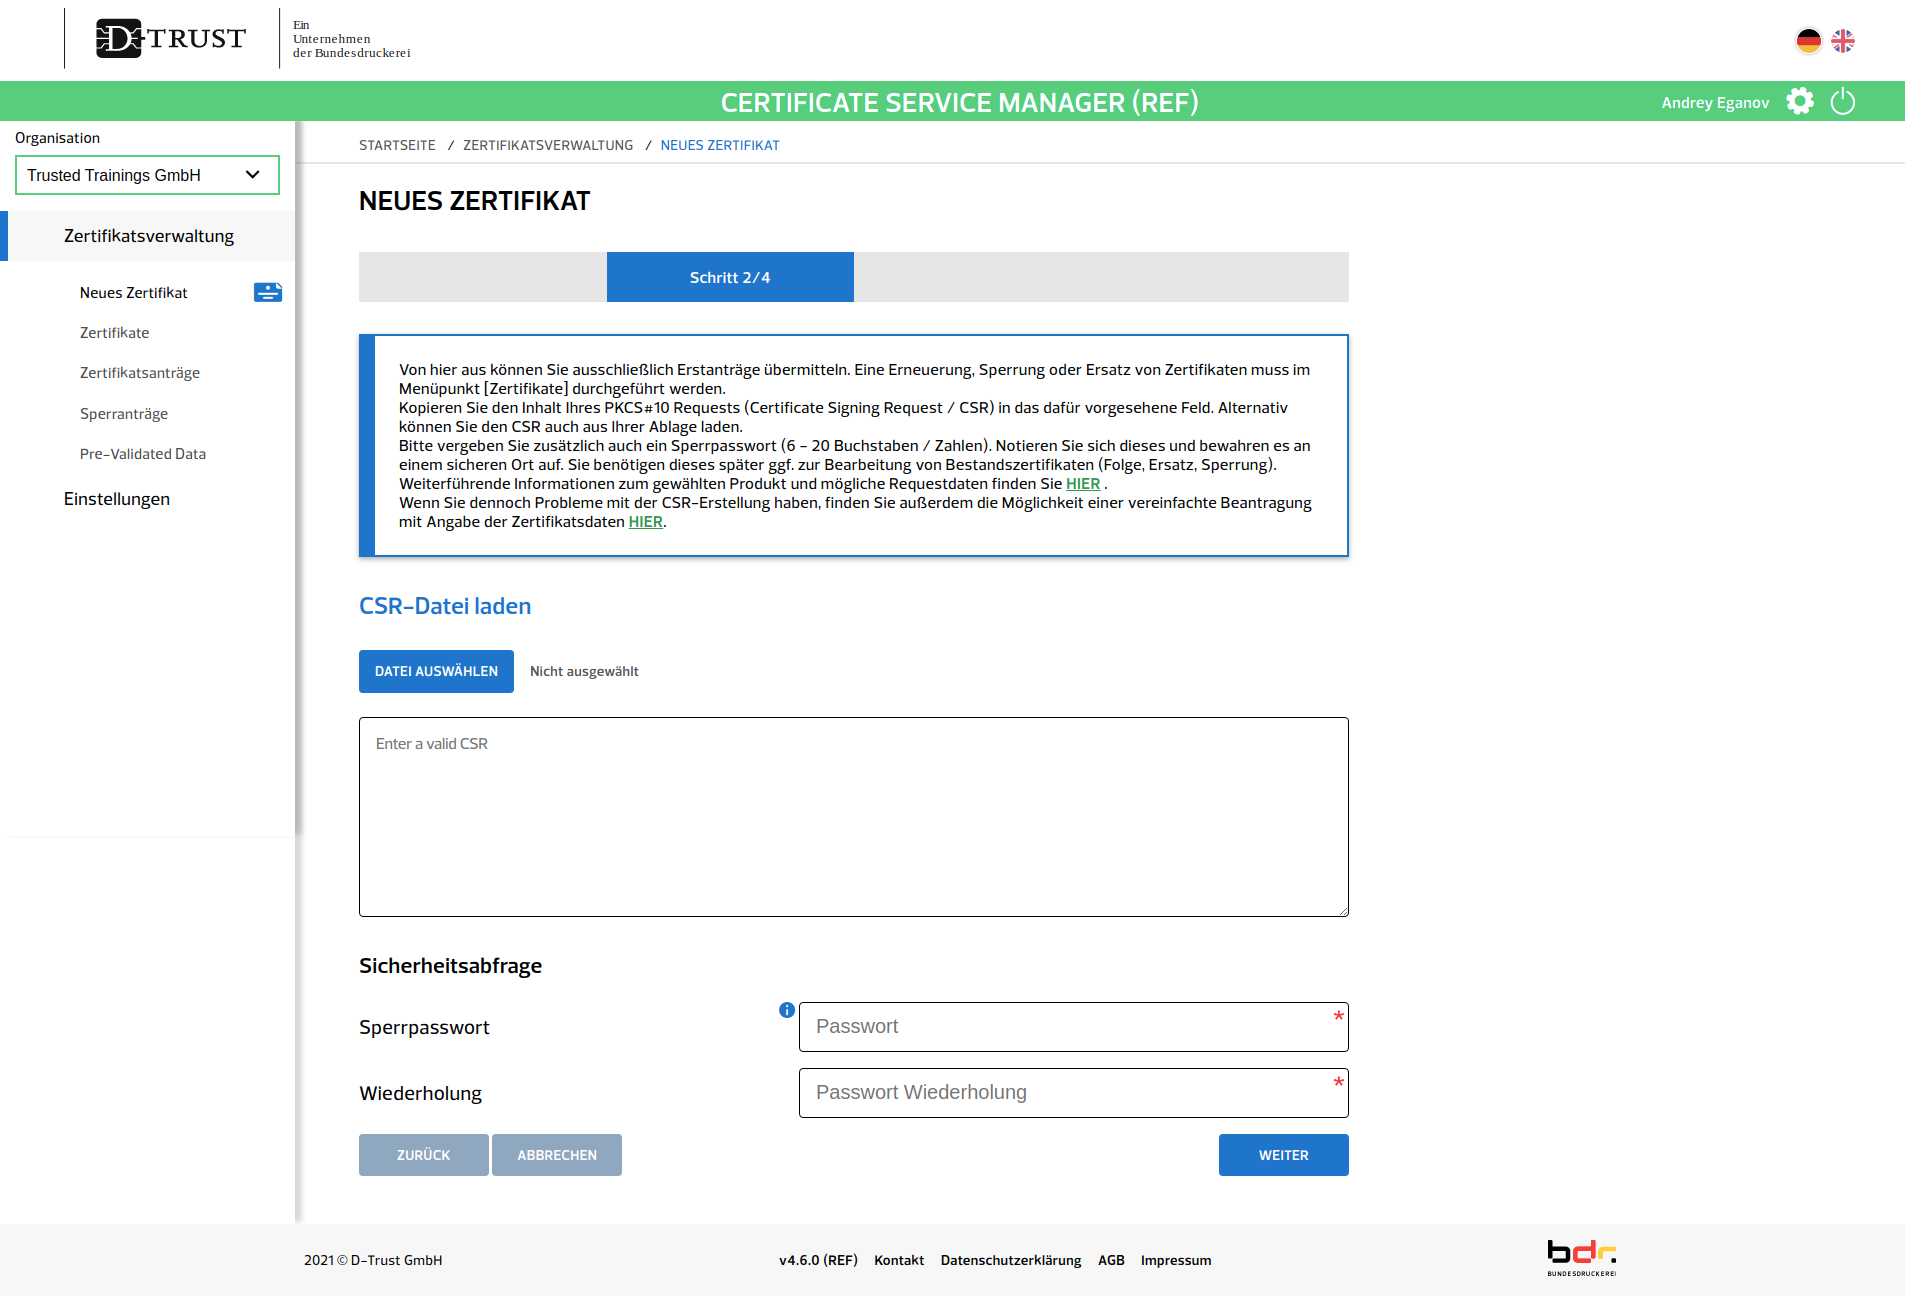 D-TRUST
Ein
Unternehmen
der Bundesdruckerei
CERTIFICATE SERVICE MANAGER (REF)
Andrey Eganov
Organisation
Trusted Trainings GmbH
Zertifikatsverwaltung
Neues Zertifikat
Zertifikate
Zertifikatsanträge
Sperranträge
Pre-Validated Data
Einstellungen
STARTSEITE / ZERTIFIKATSVERWALTUNG / NEUES ZERTIFIKAT
NEUES ZERTIFIKAT
Schritt 2/4
Von hier aus können Sie ausschließlich Erstanträge übermitteln. Eine Erneuerung, Sperrung oder Ersatz von Zertifikaten muss im
Menüpunkt [Zertifikate] durchgeführt werden.
Kopieren Sie den Inhalt Ihres PKCS#10 Requests (Certificate Signing Request / CSR) in das dafür vorgesehene Feld. Alternativ
können Sie den CSR auch aus Ihrer Ablage laden.
Bitte vergeben Sie zusätzlich auch ein Sperrpasswort (6 - 20 Buchstaben / Zahlen). Notieren Sie sich dieses und bewahren es an
einem sicheren Ort auf. Sie benötigen dieses später ggf. zur Bearbeitung von Bestandszertifikaten (Folge, Ersatz, Sperrung).
Weiterführende Informationen zum gewählten Produkt und mögliche Requestdaten finden Sie HIER .
Wenn Sie dennoch Probleme mit der CSR-Erstellung haben, finden Sie außerdem die Möglichkeit einer vereinfachte Beantragung
mit Angabe der Zertifikatsdaten HIER.
CSR-Datei laden
DATEI AUSWÄHLEN Nicht ausgewählt
Enter a valid CSR
Sicherheitsabfrage
Sperrpasswort
Passwort *
Wiederholung
Passwort Wiederholung *
ZURÜCK ABBRECHEN WEITER
2021 © D-Trust GmbH
v4.6.0 (REF) Kontakt Datenschutzerklärung AGB Impressum
bdr.
BUNDESDRUCKEREI